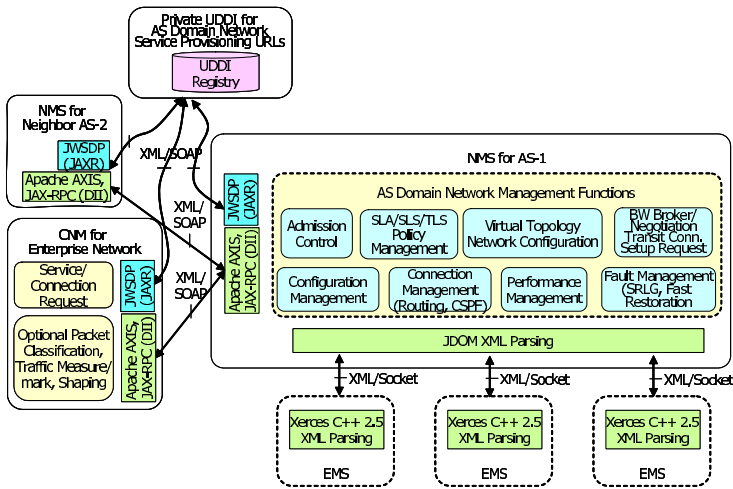 Private UDDI for
AS Domain Network
Service Provisioning URLs
UDDI
Registry
NMS for
Neighbor AS-2
JWSDP
(JAXR)
Apache AXIS,
JAX-RPC (DII)
XML/SOAP
XML/
SOAP
XML/
SOAP
CNM for
Enterprise Network
Service/
Connection
Request
JWSDP
(JAXR)
Optional Packet
Classification,
Traffic Measure/
mark, Shaping
Apache AXIS,
JAX-RPC (DII)
NMS for AS-1
JWSDP
(JAXR)
Apache AXIS,
JAX-RPC (DII)
AS Domain Network Management Functions
Admission
Control
SLA/SLS/TLS
Policy
Management
Virtual Topology
Network Configuration
BW Broker/
Negotiation
Transit Conn.
Setup Request
Configuration
Management
Connection
Management
(Routing, CSPF)
Performance
Management
Fault Management
(SRLG, Fast
Restoration
JDOM XML Parsing
XML/Socket
XML/Socket
XML/Socket
Xerces C++ 2.5
XML Parsing
EMS
Xerces C++ 2.5
XML Parsing
EMS
Xerces C++ 2.5
XML Parsing
EMS